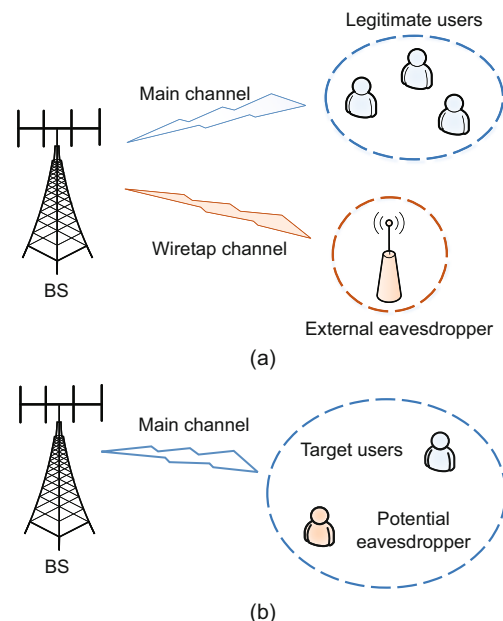 Legitimate users
Main channel
Wiretap channel
BS
External eavesdropper
(a)
Main channel
Target users
Potential
eavesdropper
BS
(b)